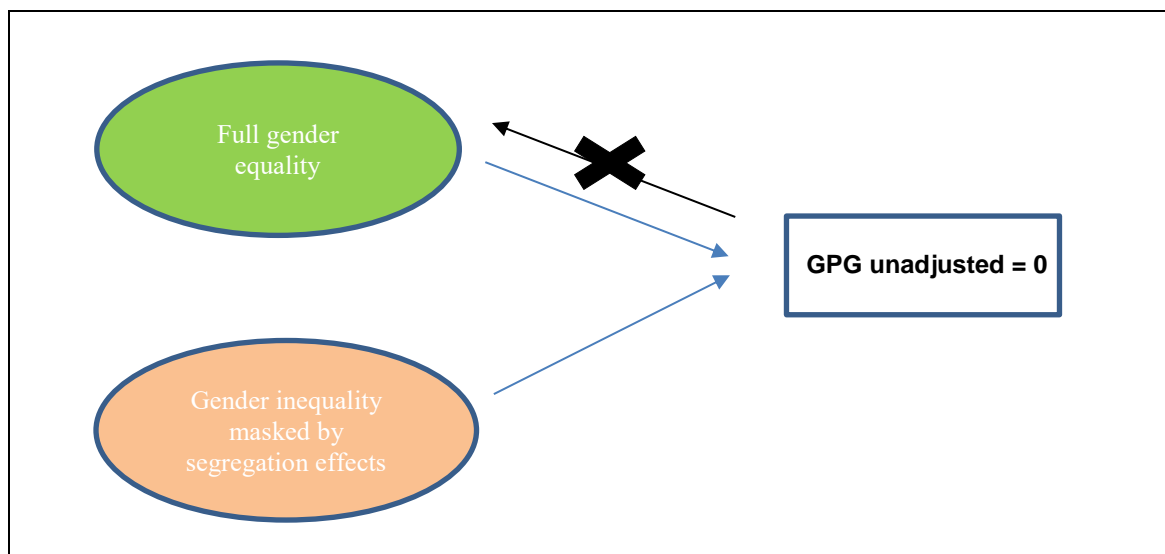 Full gender
equality
GPG unadjusted = 0
Gender inequality
masked by
segregation effects